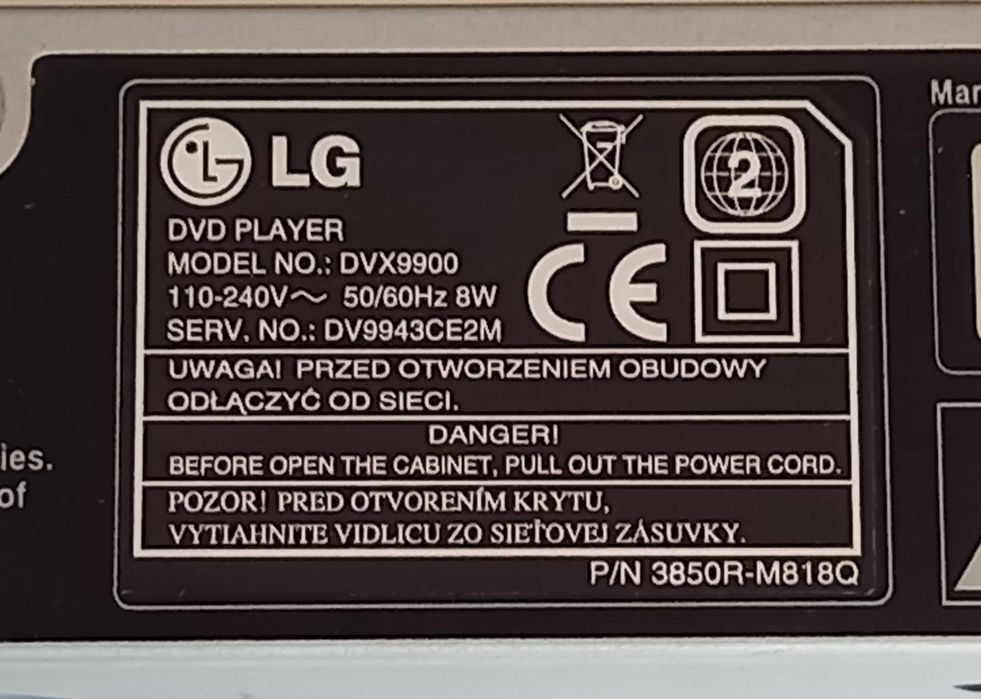 LG
DVD PLAYER
MODEL NO.: DVX9900
110-240V～ 50/60Hz 8W
SERV. NO.: DV9943CE2M
2
CE
UWAGA! PRZED OTWORZENIEM OBUDOWY
ODŁĄCZYĆ OD SIECI.
DANGER!
BEFORE OPEN THE CABINET, PULL OUT THE POWER CORD.
POZOR! PRED OTVORENÍM KRYTU,
VYTIAHNITE VIDLICU ZO SIEŤOVEJ ZÁSUVKY.
P/N 3850R-M818Q
of